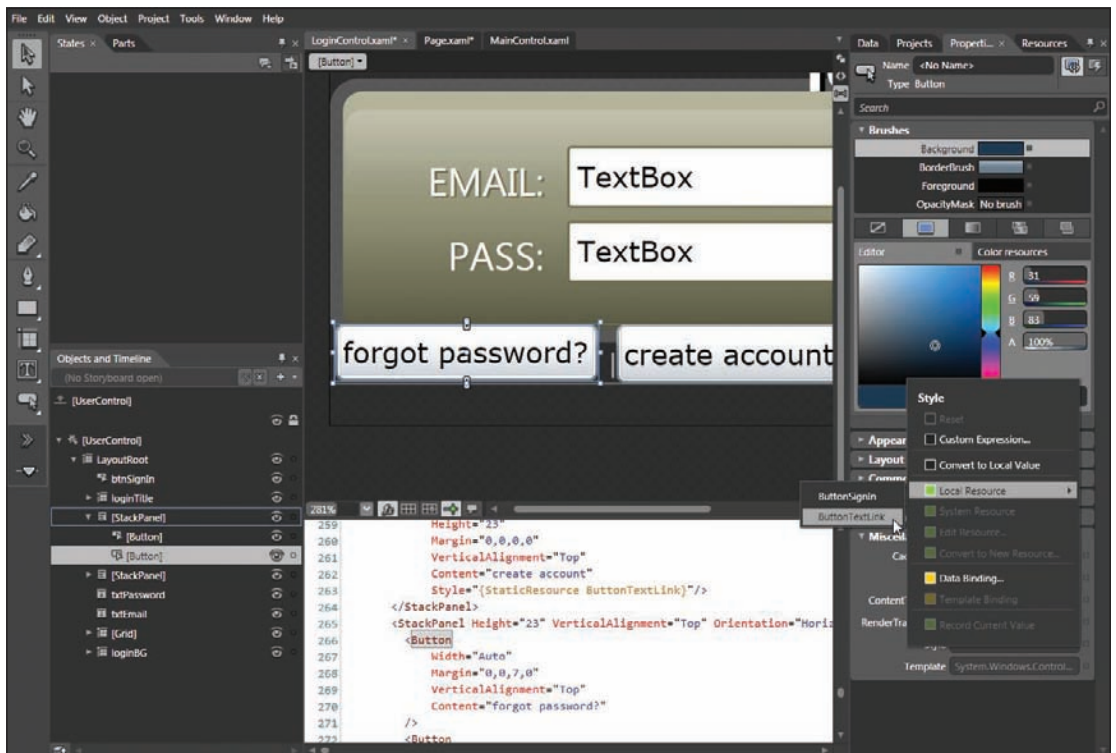 File Edit View Object Project Tools Window Help
States × Parts
LoginControl.xaml* × Page.xaml* MainControl.xaml
Data Projects Properti... × Resources
[Button]
Name <No Name>
Type Button
Search
Brushes
Background
BorderBrush
Foreground
OpacityMask No brush
Editor Color resources
R 31
G 59
B 83
A 100%
EMAIL: TextBox
PASS: TextBox
forgot password? create account
Objects and Timeline
(No Storyboard open)
[UserControl]
[UserControl]
LayoutRoot
btnSignIn
loginTitle
[StackPanel]
[Button]
[Button]
[StackPanel]
txtPassword
txtEmail
[Grid]
loginBG
281%
259 Height="23"
260 Margin="0,0,0,0"
261 VerticalAlignment="Top"
262 Content="create account"
263 Style="{StaticResource ButtonTextLink}"/>
264 </StackPanel>
265 <StackPanel Height="23" VerticalAlignment="Top" Orientation="Horiz
266 <Button
267 Width="Auto"
268 Margin="0,0,7,0"
269 VerticalAlignment="Top"
270 Content="forgot password?"
271 />
272 <Button
Appear
Layout
Commo
Miscella
Ca
Content
RenderTra
Style
Template System.Windows.Control...
Style
Reset
Custom Expression...
Convert to Local Value
Local Resource
System Resource
Edit Resource...
Convert to New Resource...
Data Binding...
Template Binding
Record Current Value
ButtonSignin
ButtonTextLink